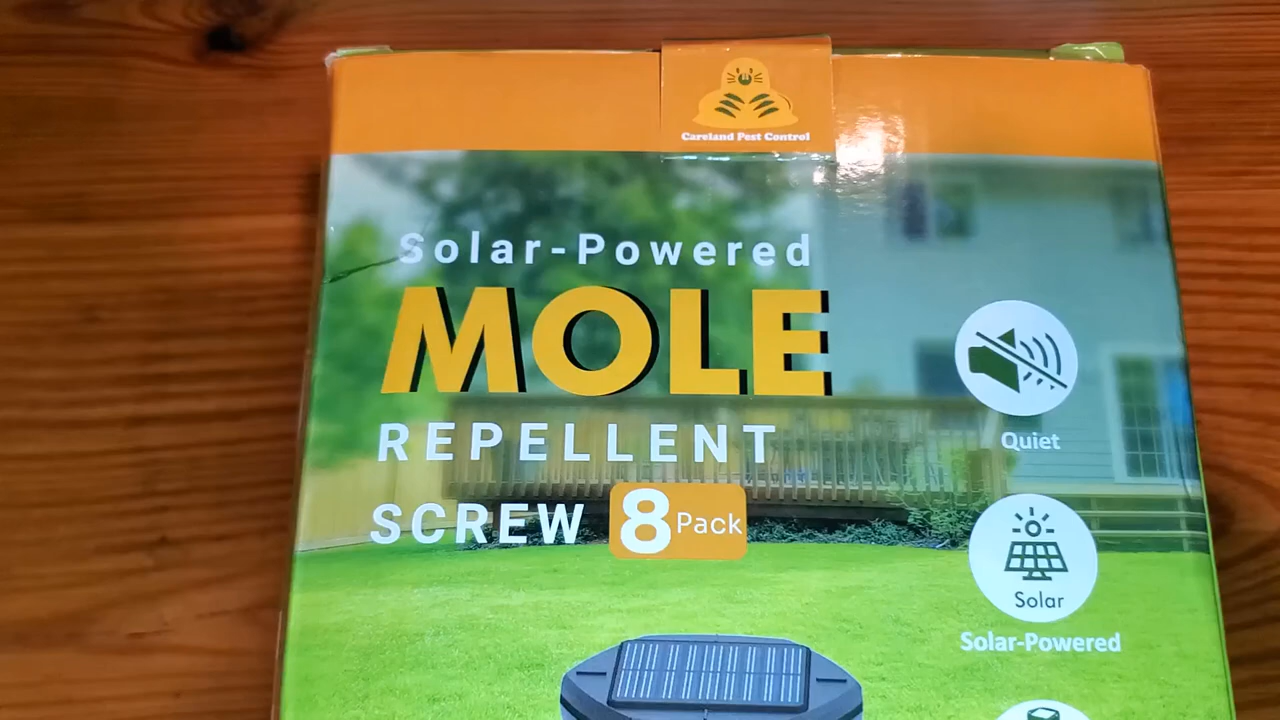 Careland Pest Control
Solar-Powered
MOLE
REPELLENT
SCREW 8 Pack
Quiet
Solar
Solar-Powered